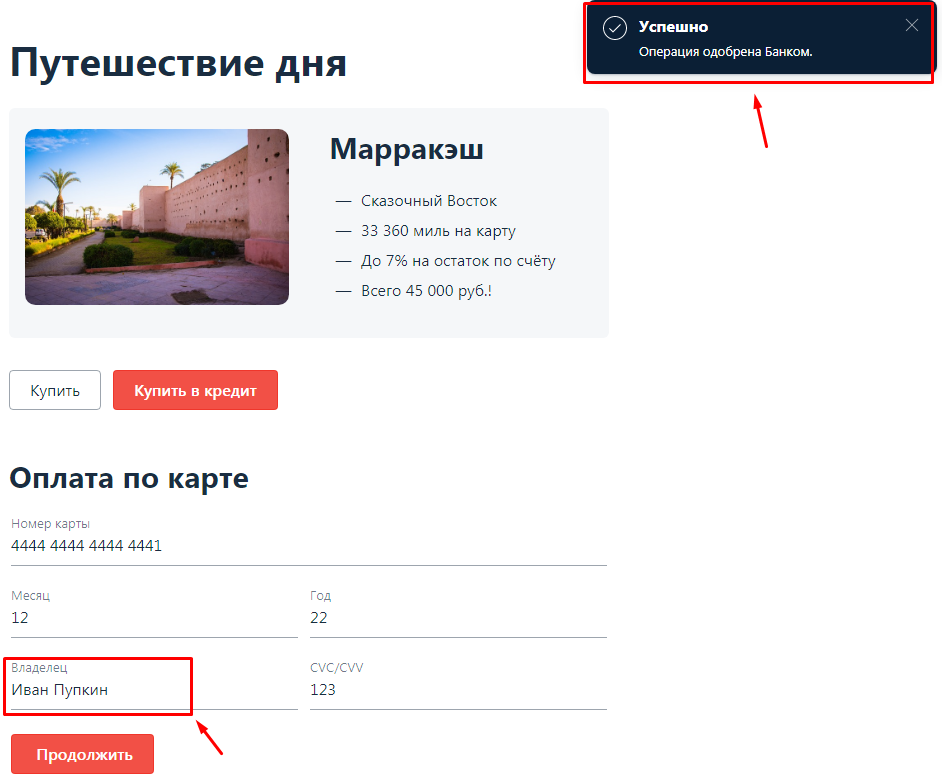 Успешно
Операция одобрена Банком.
Путешествие дня
Марракэш
— Сказочный Восток
— 33 360 миль на карту
— До 7% на остаток по счёту
— Всего 45 000 руб.!
Купить
Купить в кредит
Оплата по карте
Номер карты
4444 4444 4444 4441
Месяц
Год
12
22
Владелец
CVC/CVV
Иван Пупкин
123
Продолжить